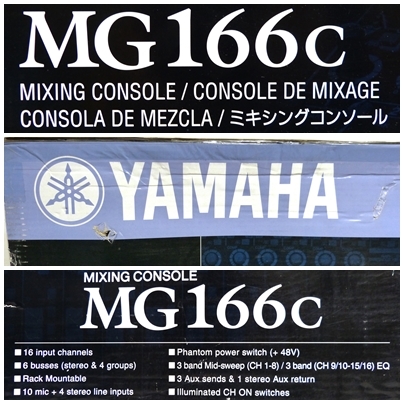 MG166C
MIXING CONSOLE / CONSOLE DE MIXAGE
CONSOLA DE MEZCLA / ミキシングコンソール
YAMAHA
MIXING CONSOLE
MG166C
■ 16 input channels
■ 6 busses (stereo & 4 groups)
■ Rack Mountable
■ 10 mic + 4 stereo line inputs
■ Phantom power switch (+ 48V)
■ 3 band Mid-sweep (CH 1-8) / 3 band (CH 9/10-15/16) EQ
■ 3 Aux sends & 1 stereo Aux return
■ Illuminated CH ON switches